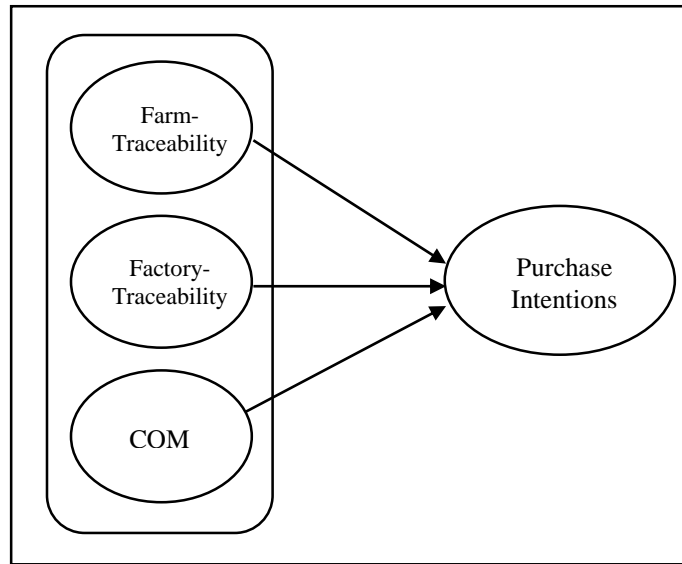 Farm-
Traceability
Factory-
Traceability
COM
Purchase
Intentions